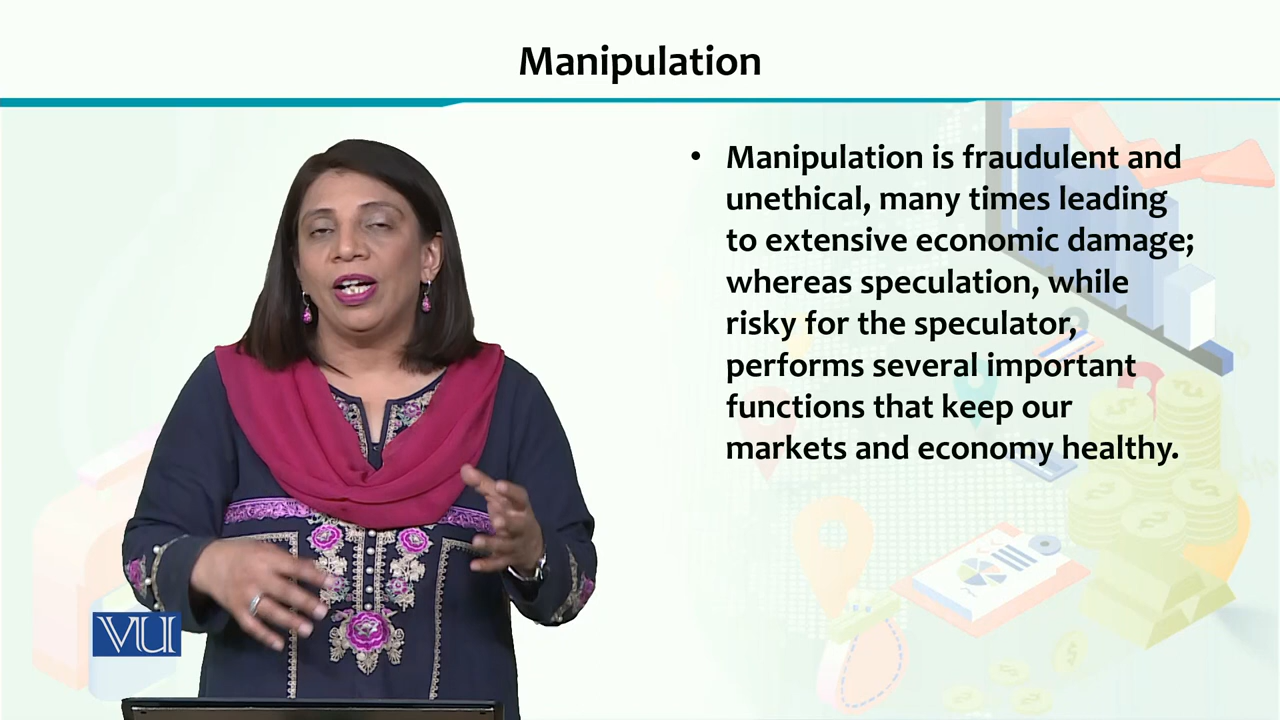 Manipulation
• Manipulation is fraudulent and
unethical, many times leading
to extensive economic damage;
whereas speculation, while
risky for the speculator,
performs several important
functions that keep our
markets and economy healthy.
VU